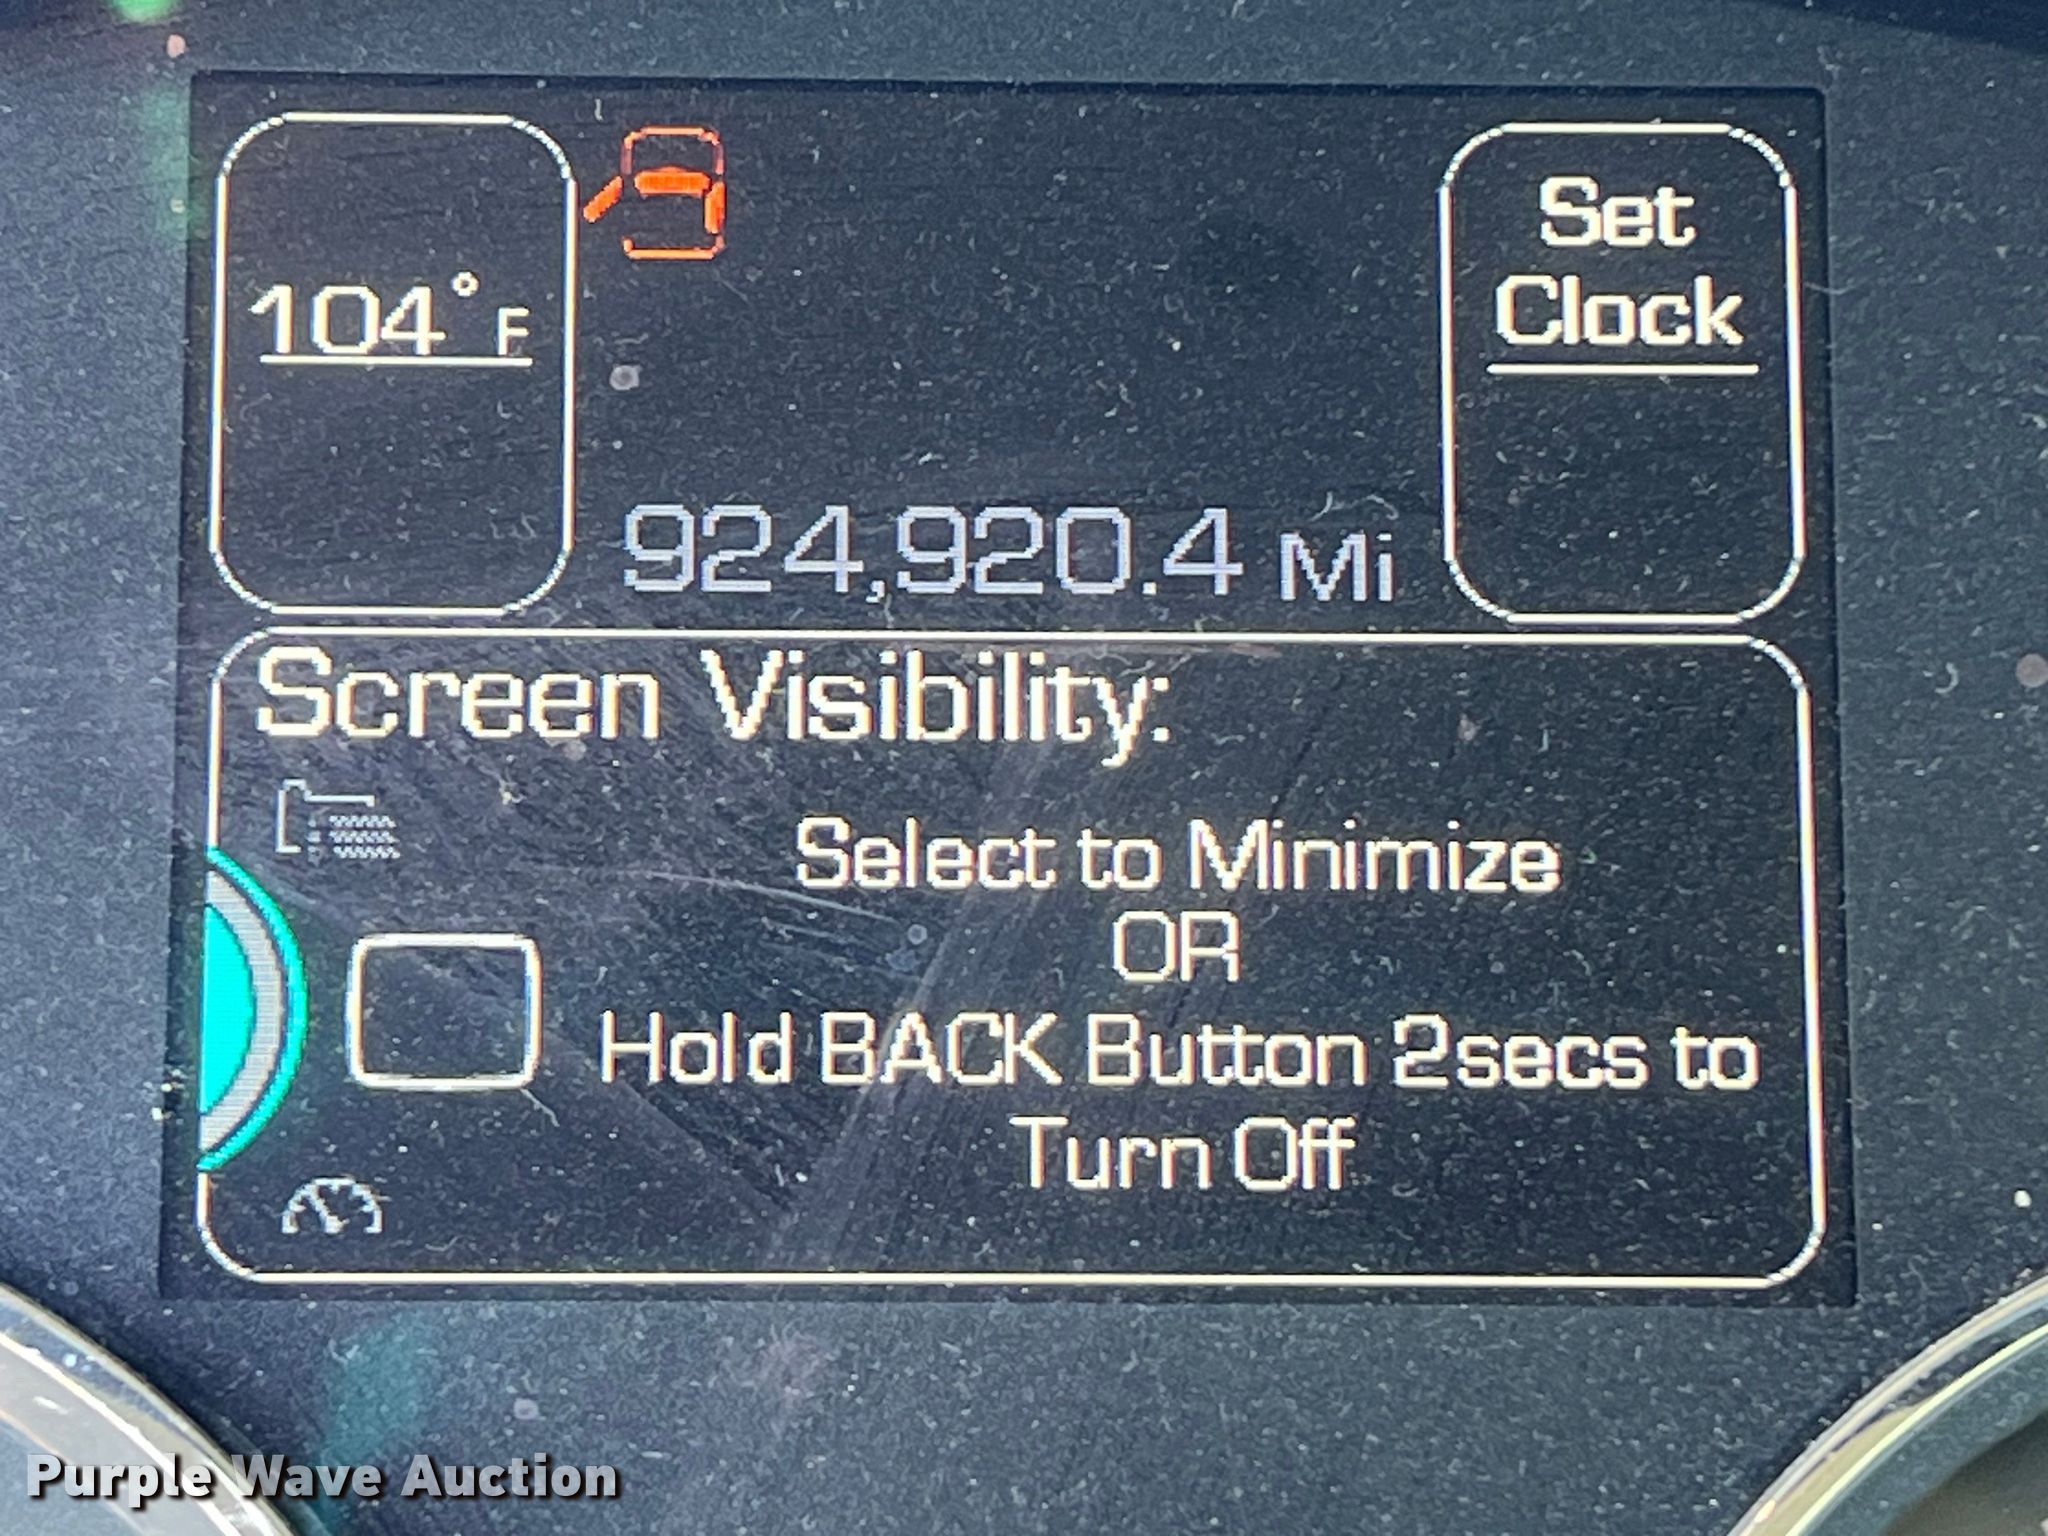 104° F
Set
Clock
924,920.4 Mi
Screen Visibility:
Select to Minimize
OR
Hold BACK Button 2secs to
Turn Off
Purple Wave Auction